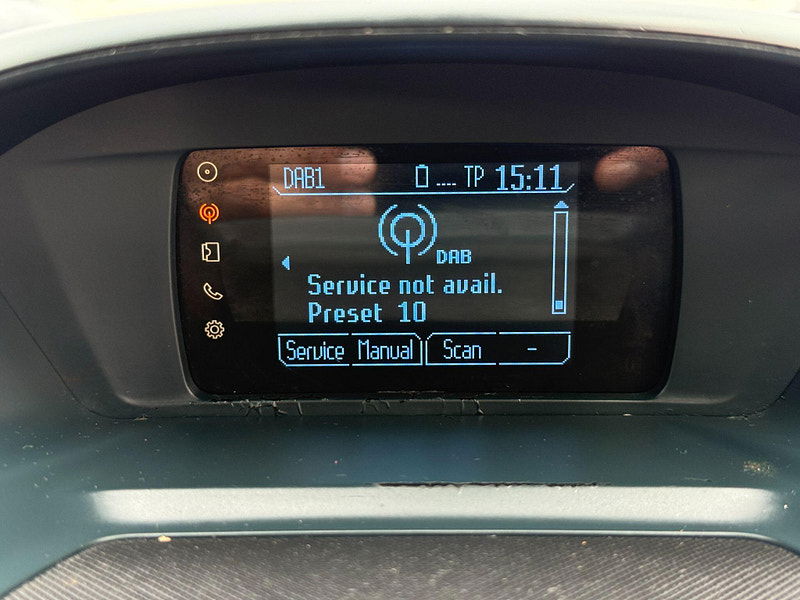 DAB1 .... TP 15:11
DAB
Service not avail.
Preset 10
Service Manual Scan -